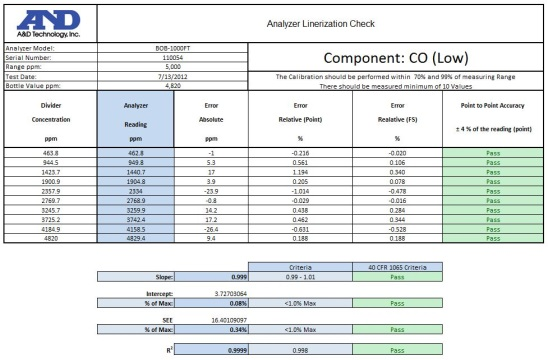 A&D
A&D Technology, Inc.
Analyzer Linerization Check
Analyzer Model: BOB-1000FT
Serial Number: 110054
Range ppm: 5,000
Test Date: 7/13/2012
Bottle Value ppm: 4,820
Component: CO (Low)
The Calibration should be performed within 70% and 99% of measuring Range
There should be measured minimum of 10 Values
Divider Analyzer Error Error Error Point to Point Accuracy
Concentration Reading Absolute Relative (Point) Realative (FS) ± 4 % of the reading (point)
ppm ppm ppm % %
463.8 462.8 -1 -0.216 -0.020 Pass
944.5 949.8 5.3 0.561 0.106 Pass
1423.7 1440.7 17 1.194 0.340 Pass
1900.9 1904.8 3.9 0.205 0.078 Pass
2357.9 2334 -23.9 -1.014 -0.478 Pass
2769.7 2768.9 -0.8 -0.029 -0.016 Pass
3245.7 3259.9 14.2 0.438 0.284 Pass
3725.2 3742.4 17.2 0.462 0.344 Pass
4184.9 4158.5 -26.4 -0.631 -0.528 Pass
4820 4829.4 9.4 0.188 0.188 Pass
Criteria 40 CFR 1065 Criteria
Slope: 0.999 0.99 - 1.01 Pass
Intercept: 3.72703064
% of Max: 0.08% <1.0% Max Pass
SEE 16.40109097
% of Max: 0.34% <1.0% Max Pass
R² 0.9999 0.998 Pass